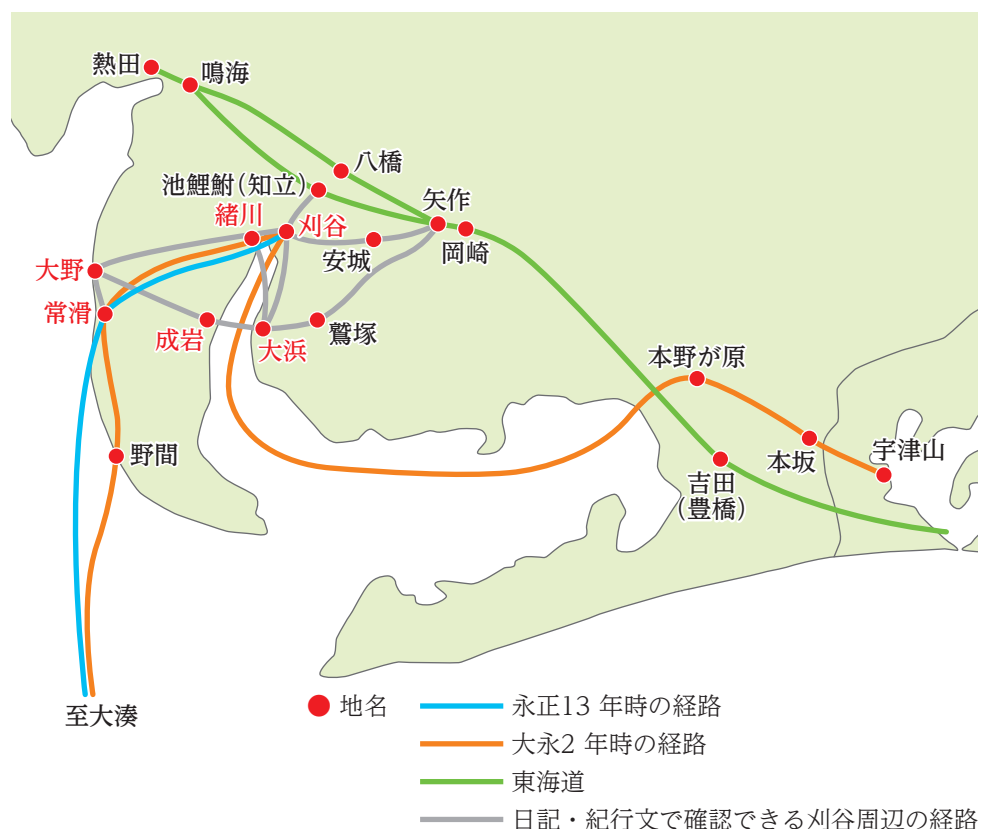 熱田
鳴海
八橋
池鯉鮒(知立)
矢作
緒川
刈谷
安城
岡崎
大野
常滑
成岩
大浜
鷲塚
本野が原
野間
本坂
宇津山
吉田
(豊橋)
至大湊
地名
永正13 年時の経路
大永2 年時の経路
東海道
日記・紀行文で確認できる刈谷周辺の経路